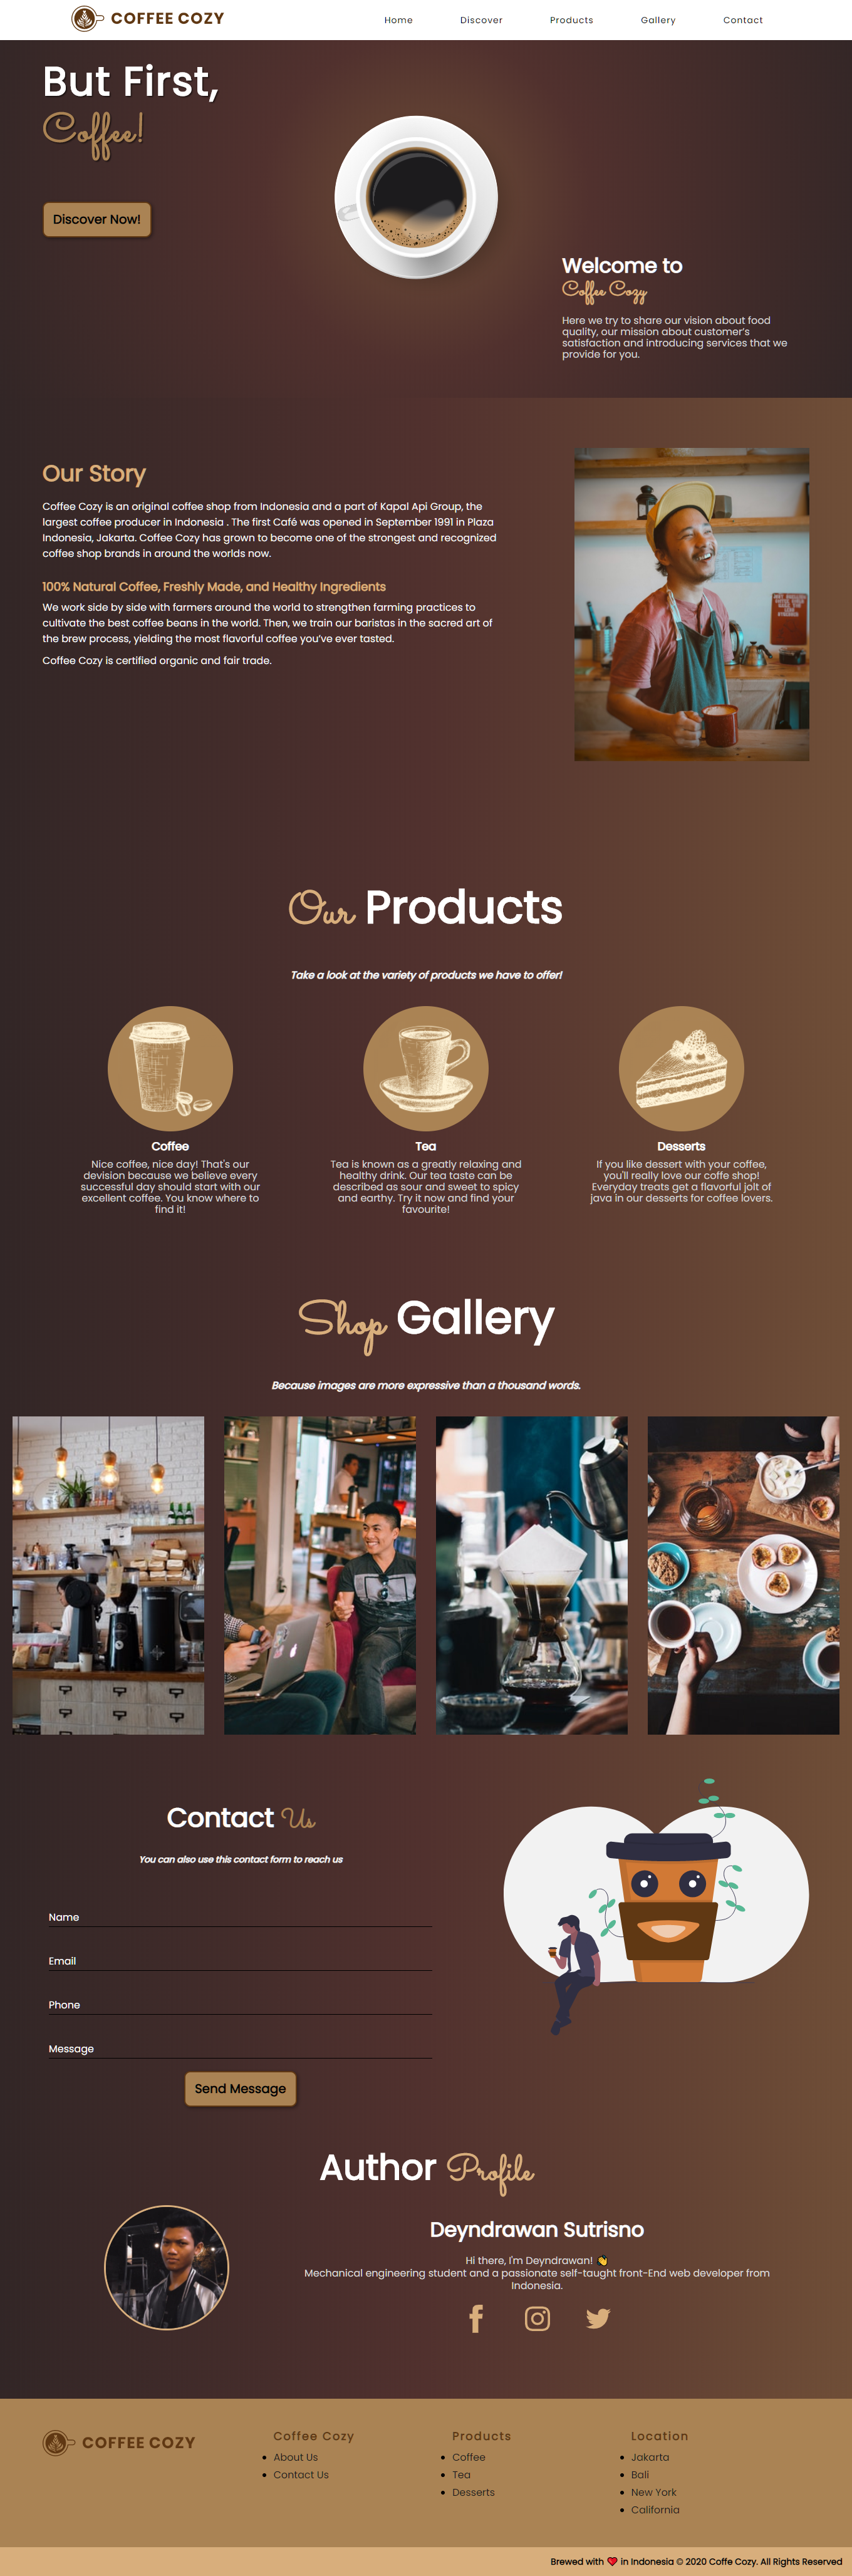 COFFEE COZY
Home Discover Products Gallery Contact
But First,
Coffee!
Discover Now!
Welcome to
Coffee Cozy
Here we try to share our vision about food
quality, our mission about customer's
satisfaction and introducing services that we
provide for you.
Our Story
Coffee Cozy is an original coffee shop from Indonesia and a part of Kapal Api Group, the
largest coffee producer in Indonesia . The first Café was opened in September 1991 in Plaza
Indonesia, Jakarta. Coffee Cozy has grown to become one of the strongest and recognized
coffee shop brands in around the worlds now.
100% Natural Coffee, Freshly Made, and Healthy Ingredients
We work side by side with farmers around the world to strengthen farming practices to
cultivate the best coffee beans in the world. Then, we train our baristas in the sacred art of
the brew process, yielding the most flavorful coffee you've ever tasted.
Coffee Cozy is certified organic and fair trade.
Our Products
Take a look at the variety of products we have to offer!
Coffee
Nice coffee, nice day! That's our
devision because we believe every
successful day should start with our
excellent coffee. You know where to
find it!
Tea
Tea is known as a greatly relaxing and
healthy drink. Our tea taste can be
described as sour and sweet to spicy
and earthy. Try it now and find your
favourite!
Desserts
If you like dessert with your coffee,
you'll really love our coffe shop!
Everyday treats get a flavorful jolt of
java in our desserts for coffee lovers.
Shop Gallery
Because images are more expressive than a thousand words.
Contact Us
You can also use this contact form to reach us
Name
Email
Phone
Message
Send Message
Author Profile
Deyndrawan Sutrisno
Hi there, I'm Deyndrawan! 👏
Mechanical engineering student and a passionate self-taught front-End web developer from
Indonesia.
COFFEE COZY
Coffee Cozy
About Us
Contact Us
Products
Coffee
Tea
Desserts
Location
Jakarta
Bali
New York
California
Brewed with ❤️ in Indonesia © 2020 Coffe Cozy. All Rights Reserved